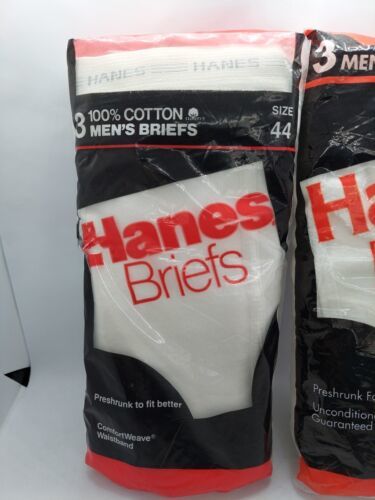 HANES HANES
3 100% COTTON
MEN'S BRIEFS
SIZE
44
Hanes
Briefs
Preshrunk to fit better
ComfortWeave®
Waistband
3
MEN
Han
Preshrunk Fo
Unconditiona
Guaranteed